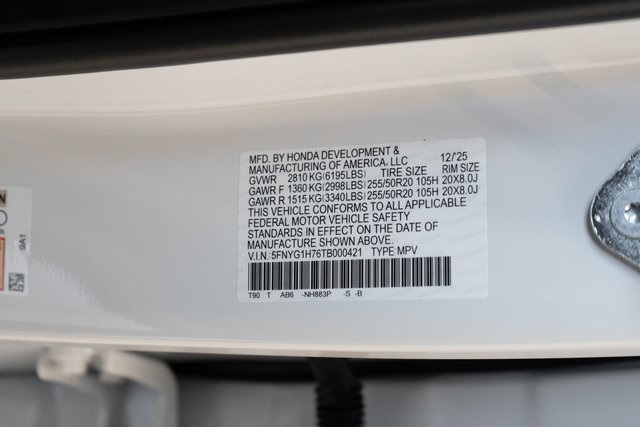 MFD. BY HONDA DEVELOPMENT &
MANUFACTURING OF AMERICA, LLC 12/'25
GVWR 2810 KG(6195LBS) TIRE SIZE RIM SIZE
GAWR F 1360 KG(2998LBS) 255/50R20 105H 20X8.0J
GAWR R 1515 KG(3340LBS) 255/50R20 105H 20X8.0J
THIS VEHICLE CONFORMS TO ALL APPLICABLE
FEDERAL MOTOR VEHICLE SAFETY
STANDARDS IN EFFECT ON THE DATE OF
MANUFACTURE SHOWN ABOVE.
V.I.N.:5FNYG1H76TB000421 TYPE MPV
T90 T AB6 -NH883P -S -B
0A1